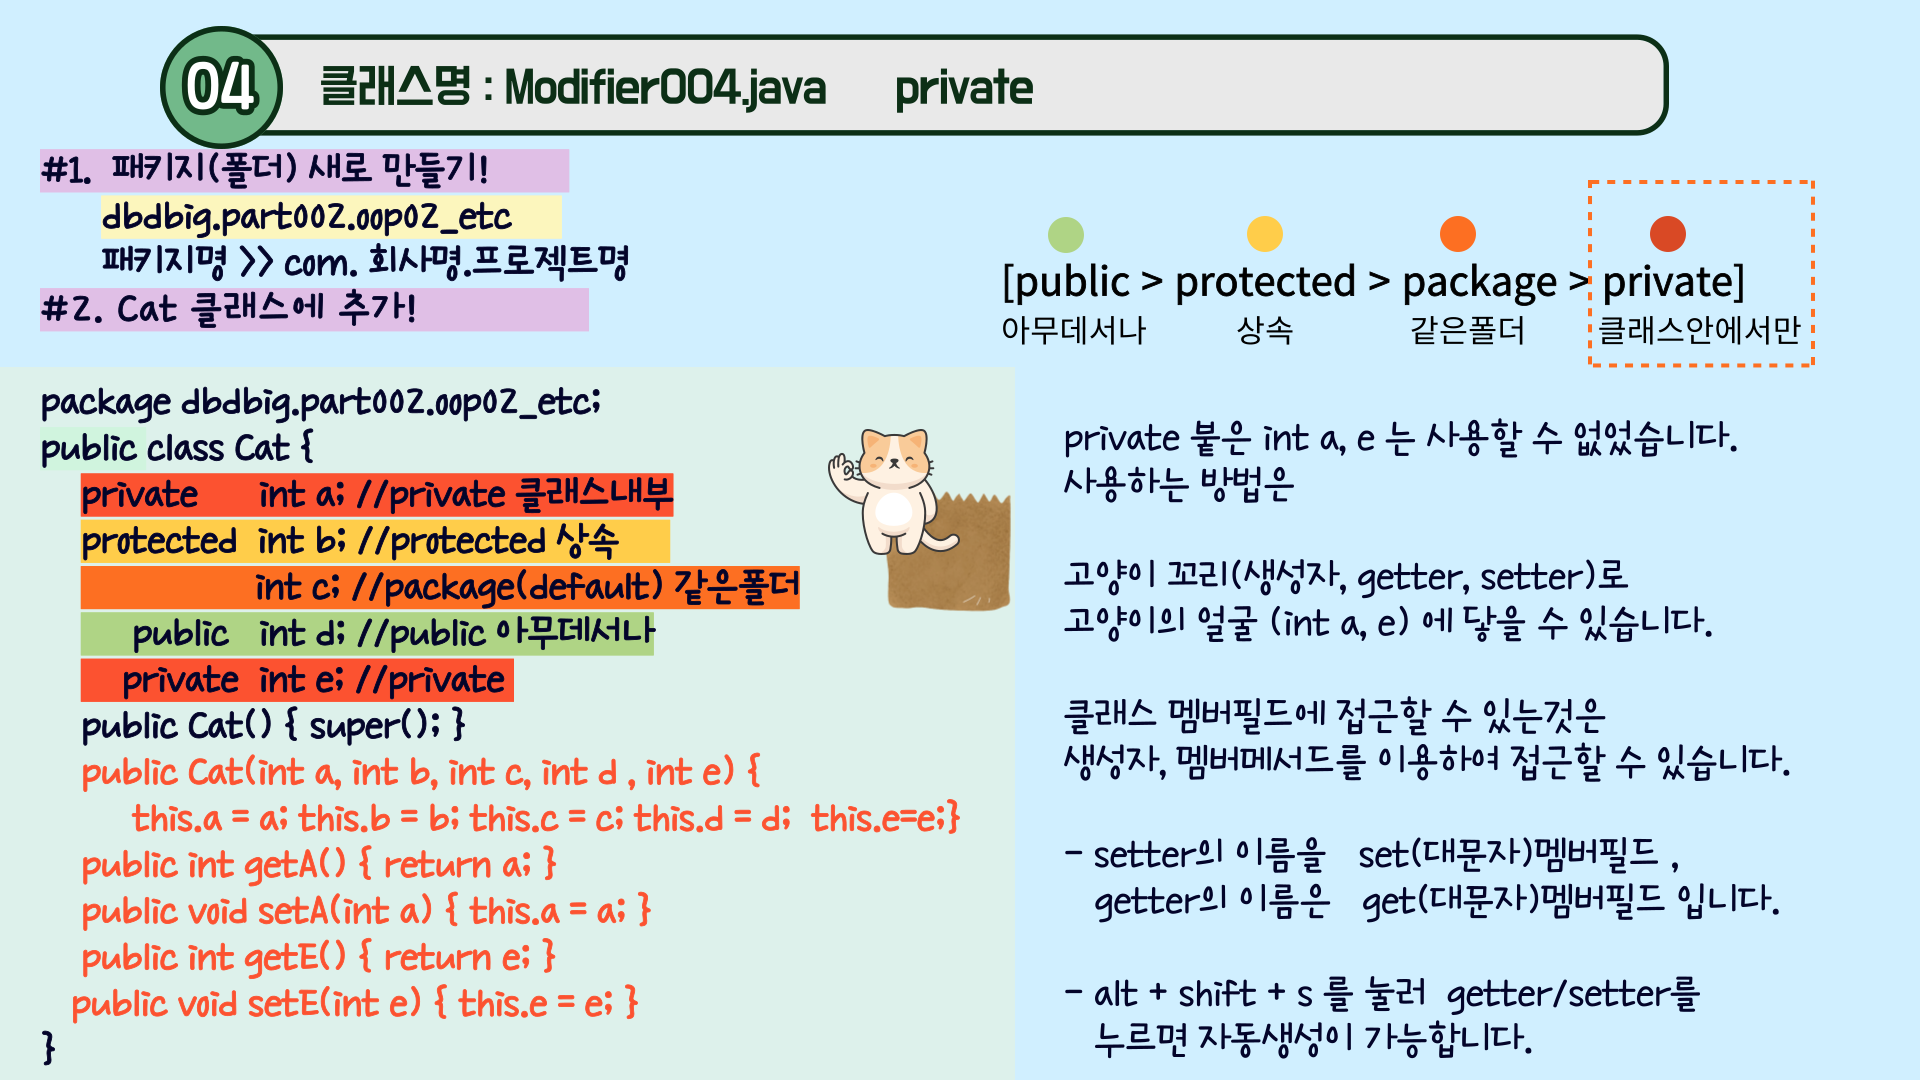 04
클래스명 : Modifier004.java private
#1. 패키지(폴더) 새로 만들기!
dbdbig.part002.oop02_etc
패키지명 >> com. 회사명.프로젝트명
#2. Cat 클래스에 추가!
[public > protected > package > private]
아무데서나 상속 같은폴더 클래스안에서만
package dbdbig.part002.oop02_etc;
public class Cat {
private int a; //private 클래스내부
protected int b; //protected 상속
int c; //package(default) 같은폴더
public int d; //public 아무데서나
private int e; //private
public Cat() { super(); }
public Cat(int a, int b, int c, int d , int e) {
this.a = a; this.b = b; this.c = c; this.d = d; this.e=e;}
public int getA() { return a; }
public void setA(int a) { this.a = a; }
public int getE() { return e; }
public void setE(int e) { this.e = e; }
}
private 붙은 int a, e 는 사용할 수 없었습니다.
사용하는 방법은
고양이 꼬리(생성자, getter, setter)로
고양이의 얼굴 (int a, e) 에 닿을 수 있습니다.
클래스 멤버필드에 접근할 수 있는것은
생성자, 멤버메서드를 이용하여 접근할 수 있습니다.
- setter의 이름을 set(대문자)멤버필드 ,
getter의 이름은 get(대문자)멤버필드 입니다.
- alt + shift + s 를 눌러 getter/setter를
누르면 자동생성이 가능합니다.